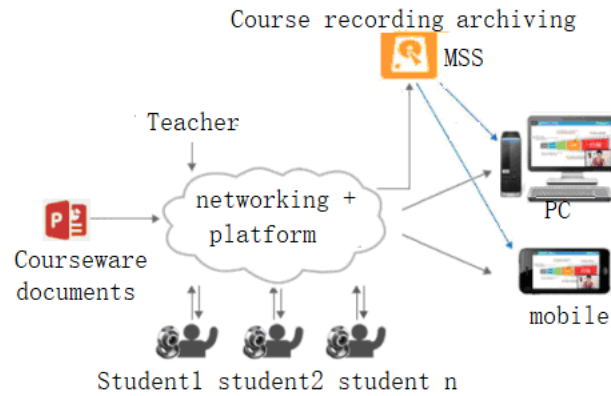 Course recording archiving
MSS
Teacher
networking +
platform
P
Courseware
documents
PC
mobile
Student1 student2 student n